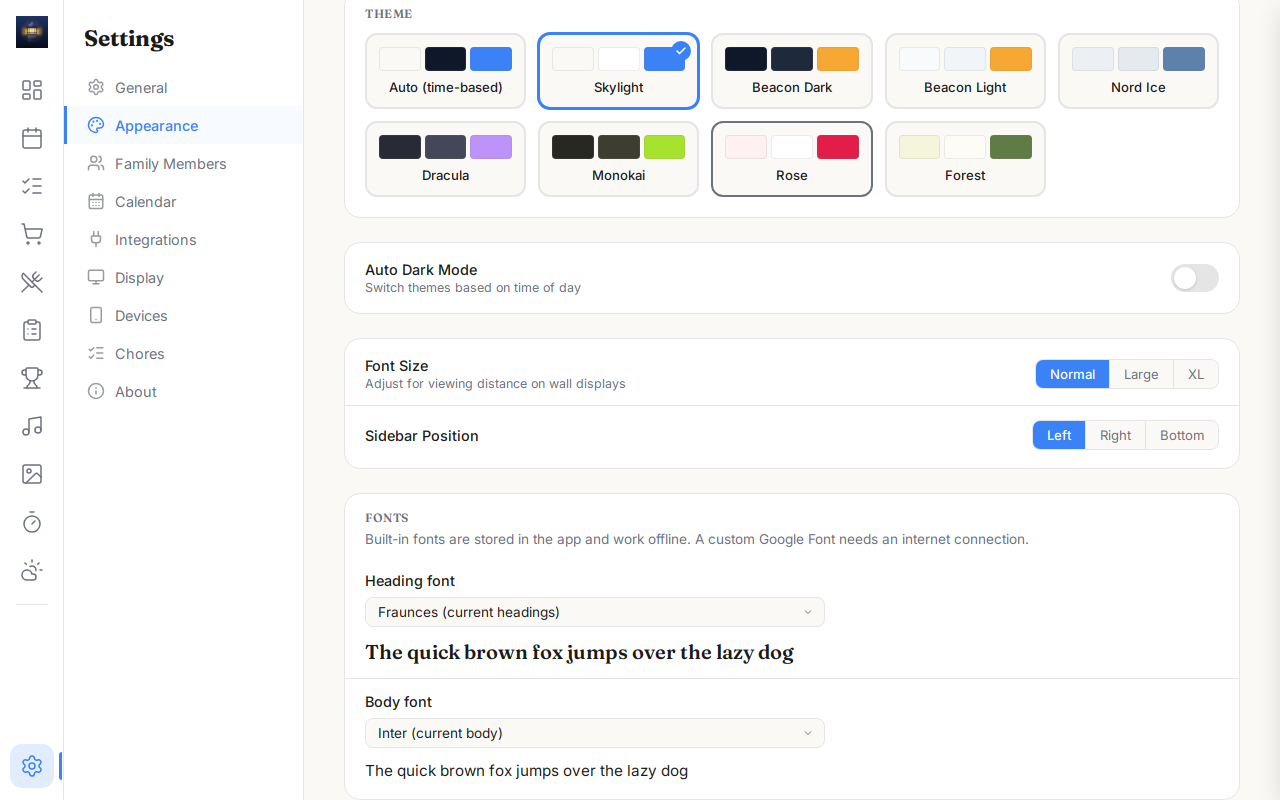 Settings
General
Appearance
Family Members
Calendar
Integrations
Display
Devices
Chores
About
THEME
Auto (time-based)
Skylight
Beacon Dark
Beacon Light
Nord Ice
Dracula
Monokai
Rose
Forest
Auto Dark Mode
Switch themes based on time of day
Font Size
Adjust for viewing distance on wall displays
Normal
Large
XL
Sidebar Position
Left
Right
Bottom
FONTS
Built-in fonts are stored in the app and work offline. A custom Google Font needs an internet connection.
Heading font
Fraunces (current headings)
The quick brown fox jumps over the lazy dog
Body font
Inter (current body)
The quick brown fox jumps over the lazy dog